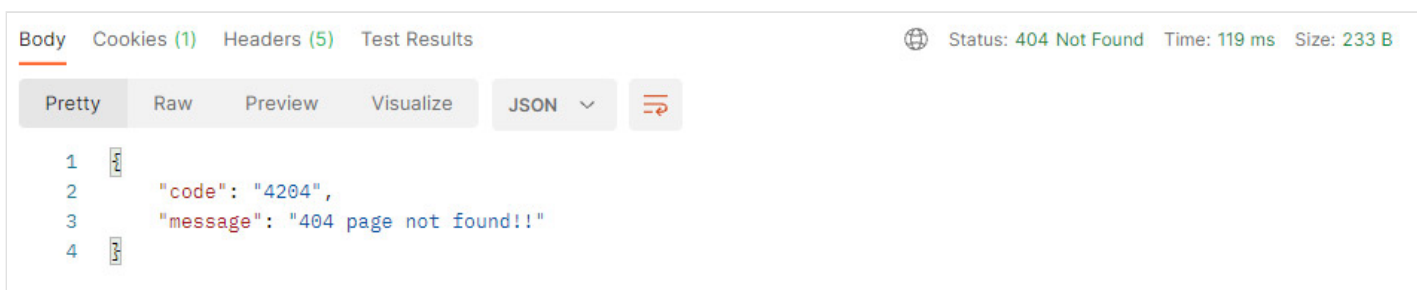 Body Cookies (1) Headers (5) Test Results Status: 404 Not Found Time: 119 ms Size: 233 B
Pretty Raw Preview Visualize JSON
1 {
2 "code": "4204",
3 "message": "404 page not found!!"
4 }